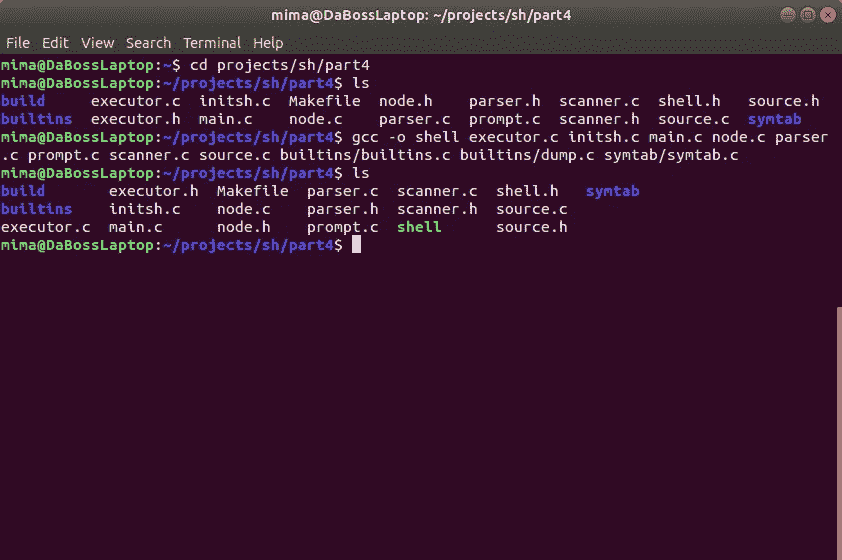 mima@DaBossLaptop: ~/projects/sh/part4
File Edit View Search Terminal Help
mima@DaBossLaptop:~$ cd projects/sh/part4
mima@DaBossLaptop:~/projects/sh/part4$ ls
build     executor.c  initsh.c  Makefile  node.h    parser.h  scanner.c  shell.h   source.h
builtins  executor.h  main.c    node.c    parser.c  prompt.c  scanner.h  source.c  symtab
mima@DaBossLaptop:~/projects/sh/part4$ gcc -o shell executor.c initsh.c main.c node.c parser
.c prompt.c scanner.c source.c builtins/builtins.c builtins/dump.c symtab/symtab.c
mima@DaBossLaptop:~/projects/sh/part4$ ls
build       executor.h  Makefile  parser.c  scanner.c  shell.h   symtab
builtins    initsh.c    node.c    parser.h  scanner.h  source.c
executor.c  main.c      node.h    prompt.c  shell      source.h
mima@DaBossLaptop:~/projects/sh/part4$